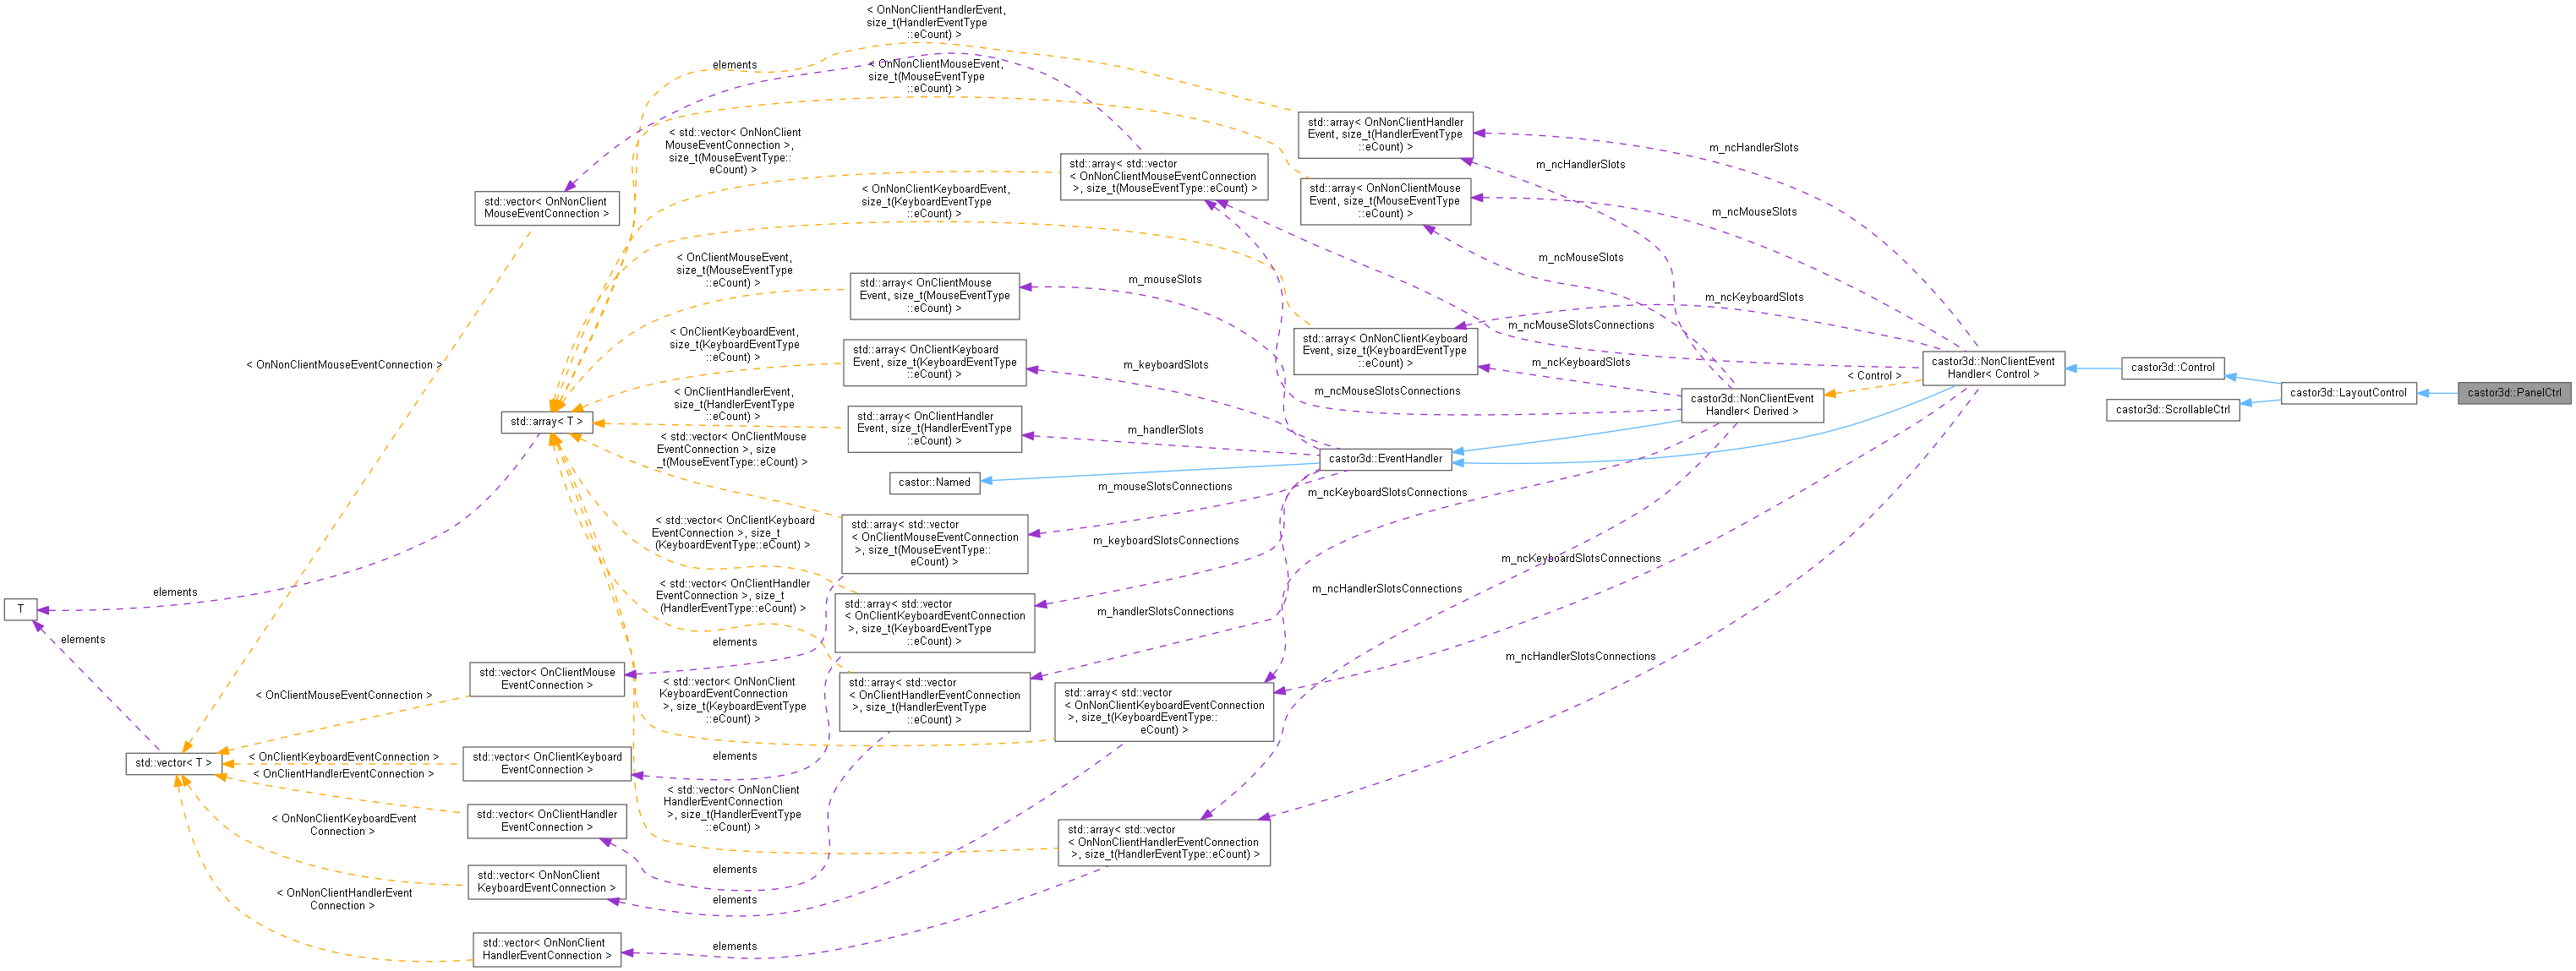 < OnNonClientHandlerEvent,
size_t(HandlerEventType
::eCount) >
elements
< OnNonClientMouseEvent,
size_t(MouseEventType
::eCount) >
< std::vector< OnNonClient
MouseEventConnection >,
size_t(MouseEventType::
eCount) >
std::array< OnNonClientHandler
Event, size_t(HandlerEventType
::eCount) >
m_ncHandlerSlots
m_ncHandlerSlots
std::array< std::vector
< OnNonClientMouseEventConnection
>, size_t(MouseEventType::eCount) >
std::array< OnNonClientMouse
Event, size_t(MouseEventType
::eCount) >
m_ncMouseSlots
std::vector< OnNonClient
MouseEventConnection >
< OnNonClientKeyboardEvent,
size_t(KeyboardEventType
::eCount) >
< OnClientMouseEvent,
size_t(MouseEventType
::eCount) >
std::array< OnClientMouse
Event, size_t(MouseEventType
::eCount) >
m_mouseSlots
m_ncMouseSlots
m_ncKeyboardSlots
m_ncMouseSlotsConnections
< OnClientKeyboardEvent,
size_t(KeyboardEventType
::eCount) >
std::array< OnClientKeyboard
Event, size_t(KeyboardEventType
::eCount) >
m_keyboardSlots
std::array< OnNonClientKeyboard
Event, size_t(KeyboardEventType
::eCount) >
m_ncKeyboardSlots
m_ncMouseSlotsConnections
castor3d::NonClientEvent
Handler< Control >
< Control >
castor3d::Control
castor3d::LayoutControl
castor3d::PanelCtrl
castor3d::ScrollableCtrl
castor3d::NonClientEvent
Handler< Derived >
< OnNonClientMouseEventConnection >
< OnClientHandlerEvent,
size_t(HandlerEventType
::eCount) >
std::array< T >
std::array< OnClientHandler
Event, size_t(HandlerEventType
::eCount) >
m_handlerSlots
< std::vector< OnClientMouse
EventConnection >, size
_t(MouseEventType::eCount) >
castor::Named
castor3d::EventHandler
m_mouseSlotsConnections
m_ncKeyboardSlotsConnections
< std::vector< OnClientKeyboard
EventConnection >, size_t
(KeyboardEventType::eCount) >
std::array< std::vector
< OnClientMouseEventConnection
>, size_t(MouseEventType::
eCount) >
m_keyboardSlotsConnections
m_ncKeyboardSlotsConnections
m_ncHandlerSlotsConnections
elements
T
elements
< std::vector< OnClientHandler
EventConnection >, size_t
(HandlerEventType::eCount) >
std::array< std::vector
< OnClientKeyboardEventConnection
>, size_t(KeyboardEventType
::eCount) >
m_handlerSlotsConnections
elements
m_ncHandlerSlotsConnections
std::vector< OnClientMouse
EventConnection >
< OnClientMouseEventConnection >
< std::vector< OnNonClient
KeyboardEventConnection
>, size_t(KeyboardEventType
::eCount) >
std::array< std::vector
< OnClientHandlerEventConnection
>, size_t(HandlerEventType
::eCount) >
std::array< std::vector
< OnNonClientKeyboardEventConnection
>, size_t(KeyboardEventType::
eCount) >
std::vector< T >
< OnClientKeyboardEventConnection >
std::vector< OnClientKeyboard
EventConnection >
elements
< OnClientHandlerEventConnection >
< std::vector< OnNonClient
HandlerEventConnection
>, size_t(HandlerEventType
::eCount) >
< OnNonClientKeyboardEvent
Connection >
std::vector< OnClientHandler
EventConnection >
std::array< std::vector
< OnNonClientHandlerEventConnection
>, size_t(HandlerEventType::eCount) >
elements
std::vector< OnNonClient
KeyboardEventConnection >
< OnNonClientHandlerEvent
Connection >
elements
std::vector< OnNonClient
HandlerEventConnection >
elements